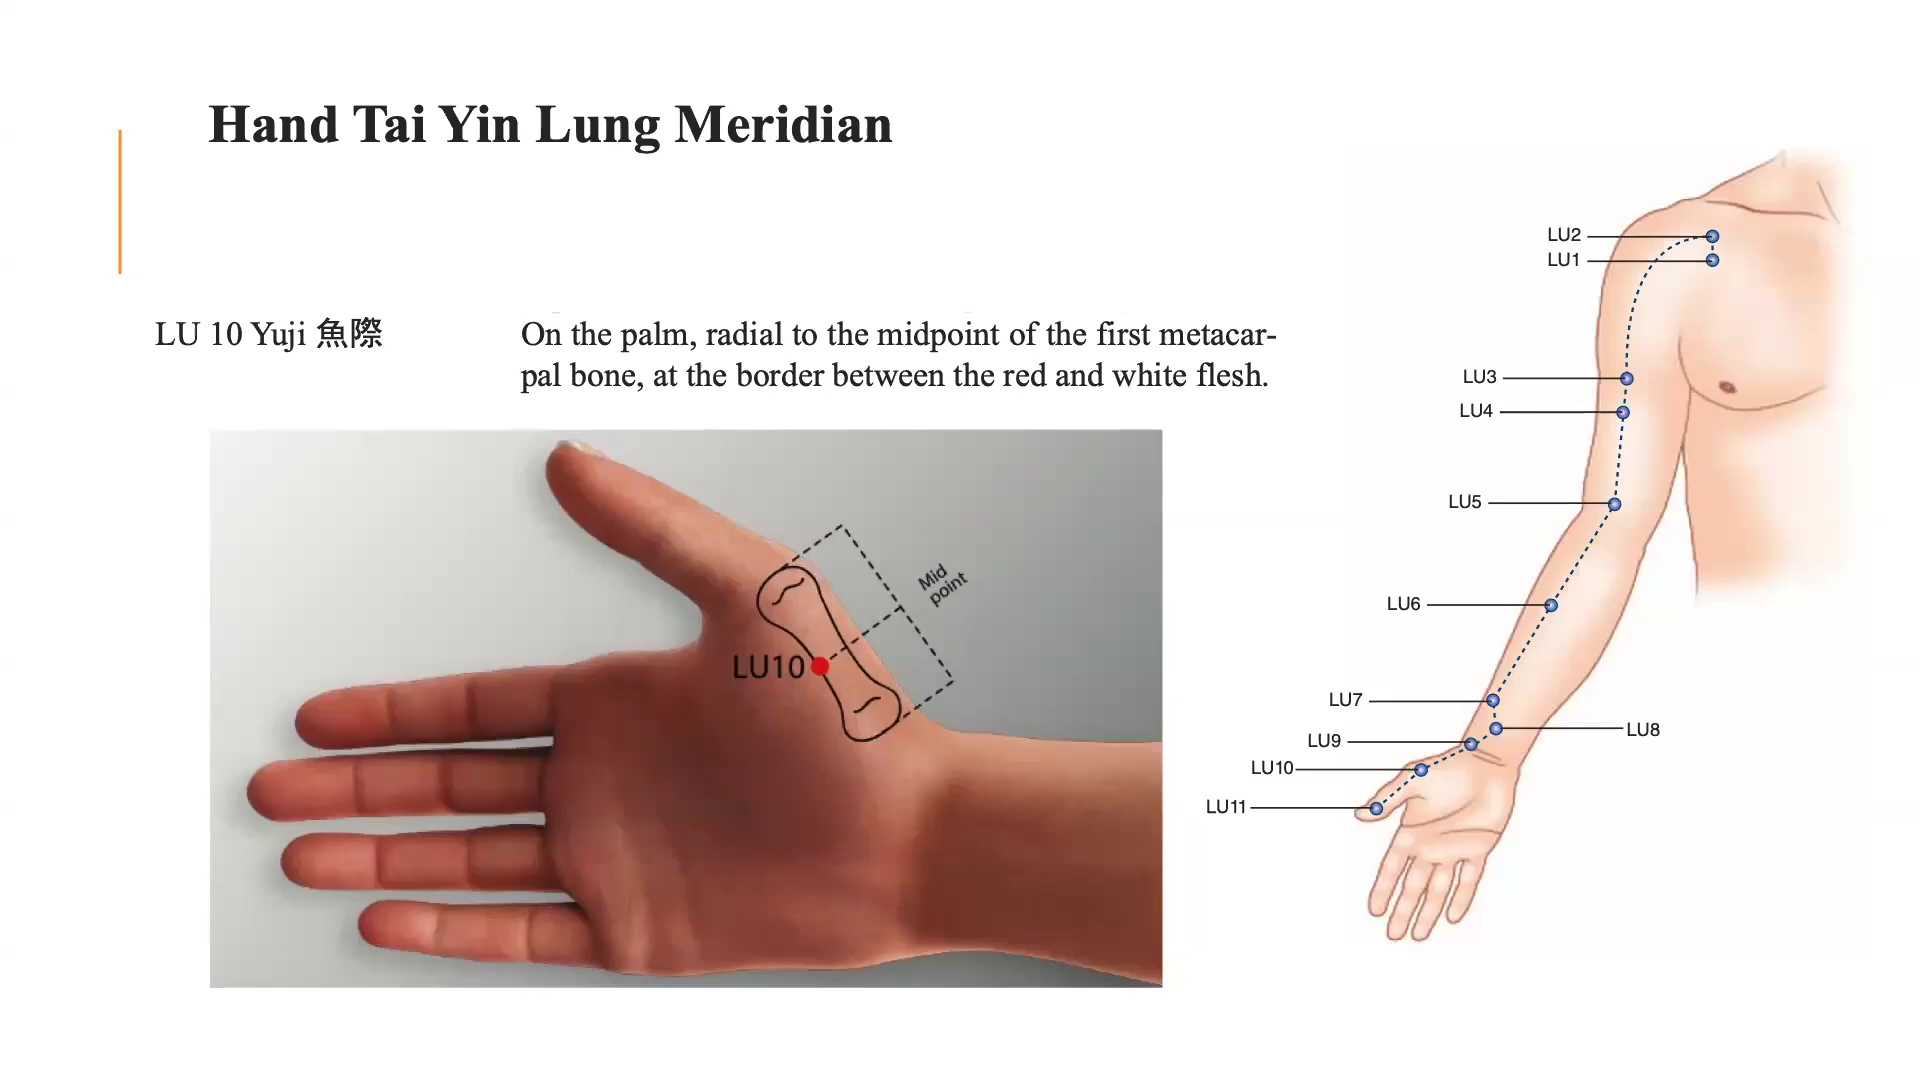 Hand Tai Yin Lung Meridian
LU 10 Yuji 魚際
On the palm, radial to the midpoint of the first metacar-
pal bone, at the border between the red and white flesh.
Mid
point
LU10
LU2
LU1
LU3
LU4
LU5
LU6
LU7
LU8
LU9
LU10
LU11